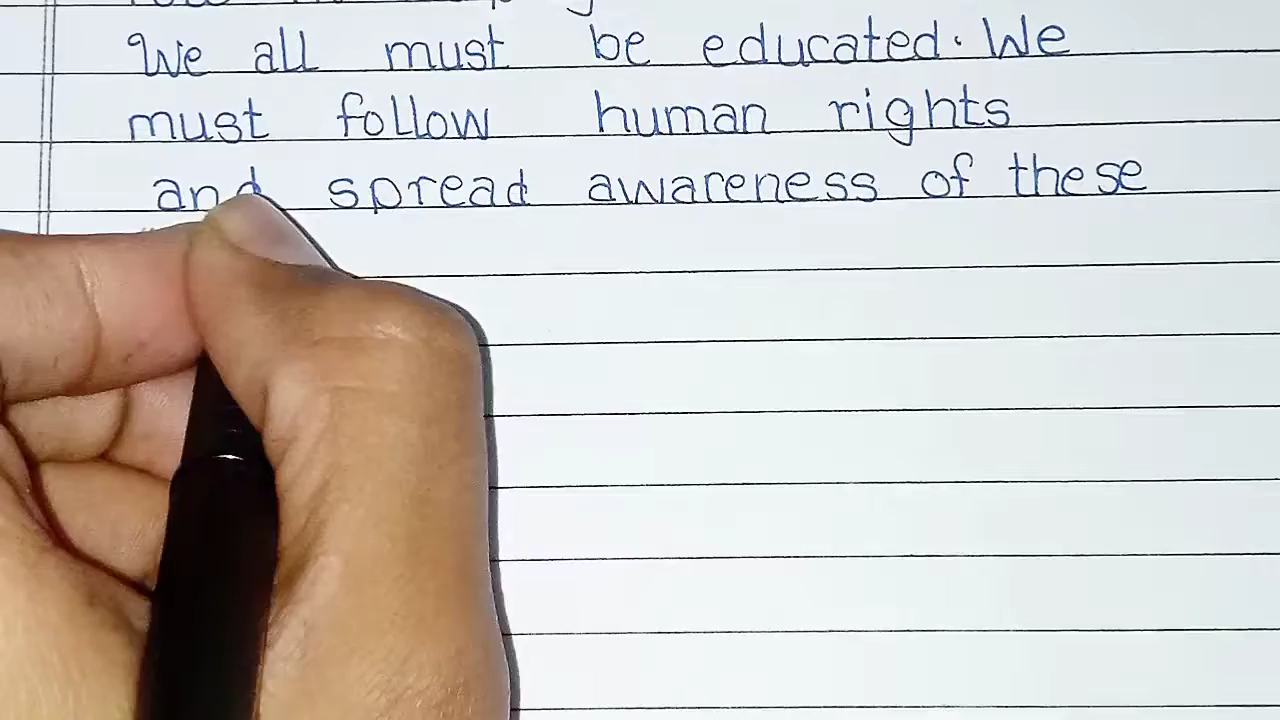 We all must be educated. We
must follow human rights
and spread awareness of these